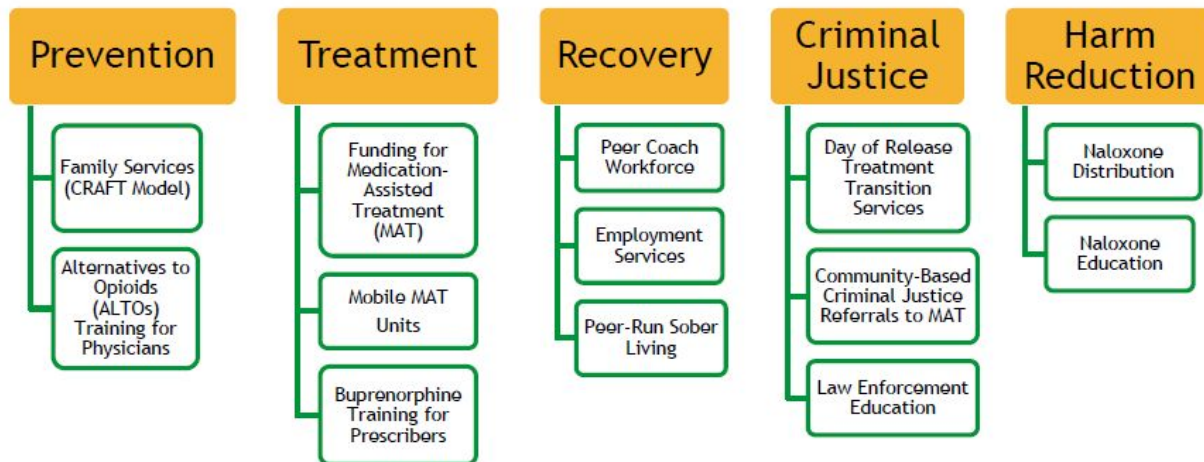 Prevention
Family Services
(CRAFT Model)
Alternatives to
Opioids
(ALTOs)
Training for
Physicians
Treatment
Funding for
Medication-
Assisted
Treatment
(MAT)
Mobile MAT
Units
Buprenorphine
Training for
Prescribers
Recovery
Peer Coach
Workforce
Employment
Services
Peer-Run Sober
Living
Criminal
Justice
Day of Release
Treatment
Transition
Services
Community-Based
Criminal Justice
Referrals to MAT
Law Enforcement
Education
Harm
Reduction
Naloxone
Distribution
Naloxone
Education